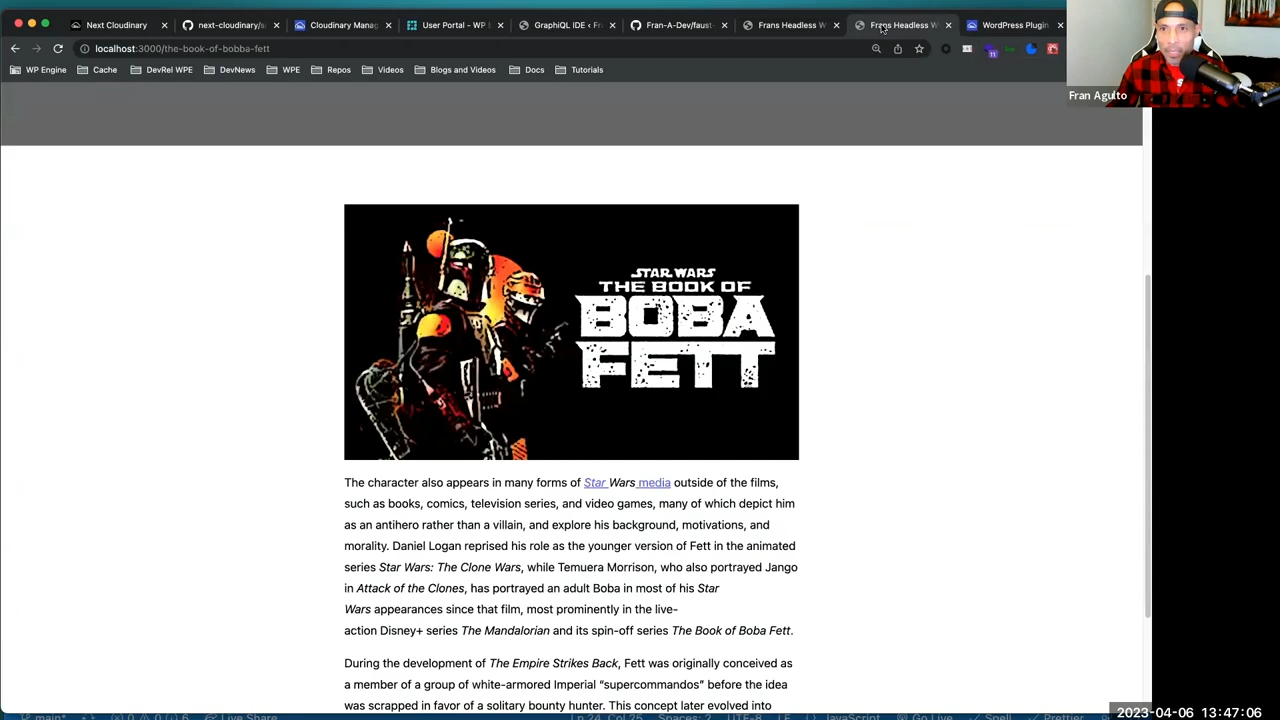 Next Cloudinary
next-cloudinary/s
Cloudinary Manag
User Portal - WP
GraphiQL IDE ‹ Fr
Fran-A-Dev/faust-
Frans Headless W
Frans Headless W
WordPress Plugin
localhost:3000/the-book-of-bobba-fett
WP Engine
Cache
DevRel WPE
DevNews
WPE
Repos
Videos
Blogs and Videos
Docs
Tutorials
Fran Agulto
STAR WARS
THE BOOK OF
BOBA
FETT
The character also appears in many forms of Star Wars media outside of the films,
such as books, comics, television series, and video games, many of which depict him
as an antihero rather than a villain, and explore his background, motivations, and
morality. Daniel Logan reprised his role as the younger version of Fett in the animated
series Star Wars: The Clone Wars, while Temuera Morrison, who also portrayed Jango
in Attack of the Clones, has portrayed an adult Boba in most of his Star
Wars appearances since that film, most prominently in the live-
action Disney+ series The Mandalorian and its spin-off series The Book of Boba Fett.
During the development of The Empire Strikes Back, Fett was originally conceived as
a member of a group of white-armored Imperial “supercommandos” before the idea
was scrapped in favor of a solitary bounty hunter. This concept later evolved into
2023-04-06 13:47:06